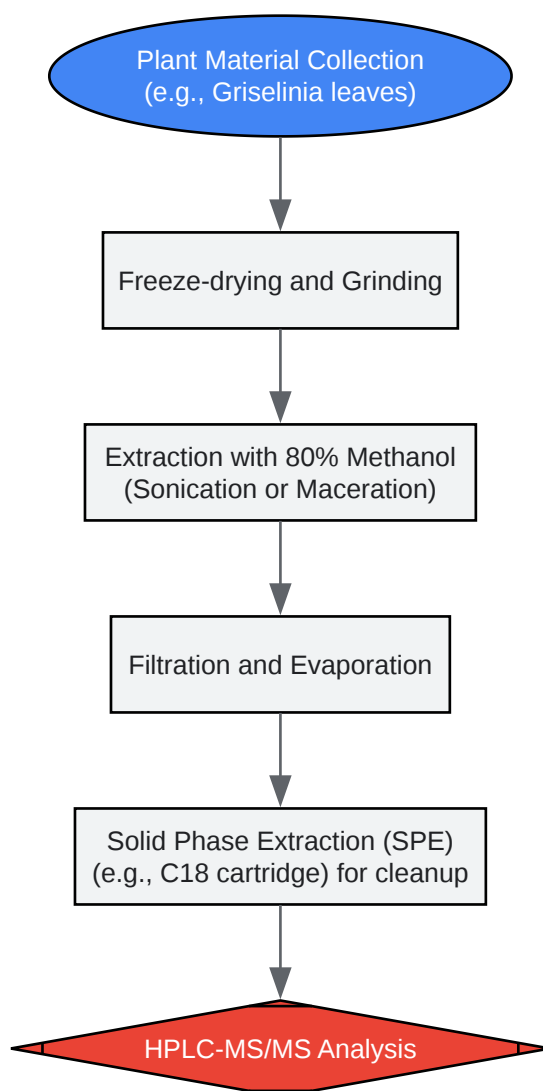 Plant Material Collection
(e.g., Griselinia leaves)
Freeze-drying and Grinding
Extraction with 80% Methanol
(Sonication or Maceration)
Filtration and Evaporation
Solid Phase Extraction (SPE)
(e.g., C18 cartridge) for cleanup
HPLC-MS/MS Analysis